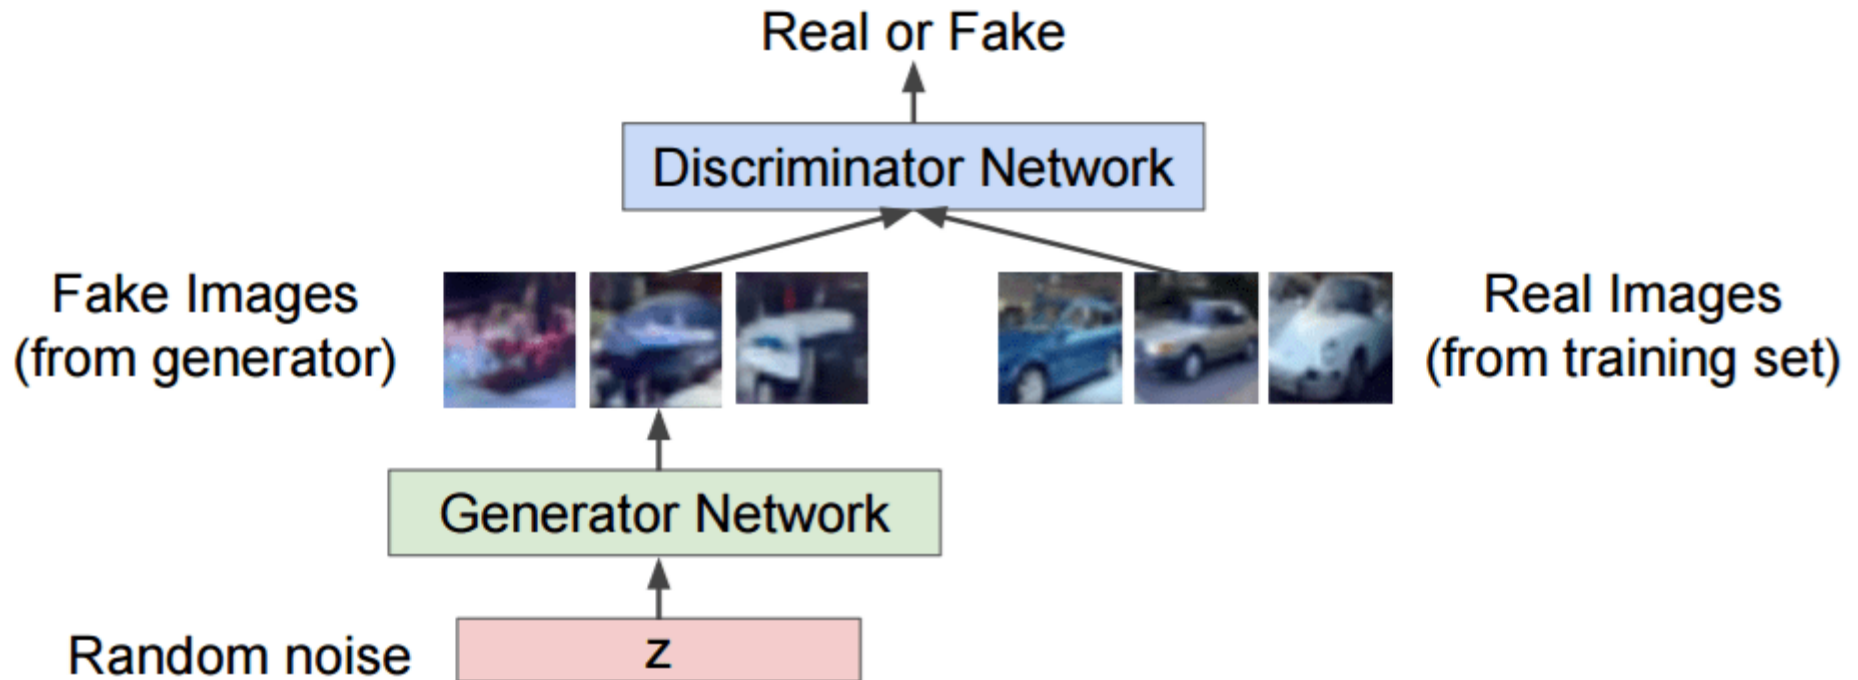 Real or Fake
Discriminator Network
Fake Images
(from generator)
Real Images
(from training set)
Generator Network
Random noise
z